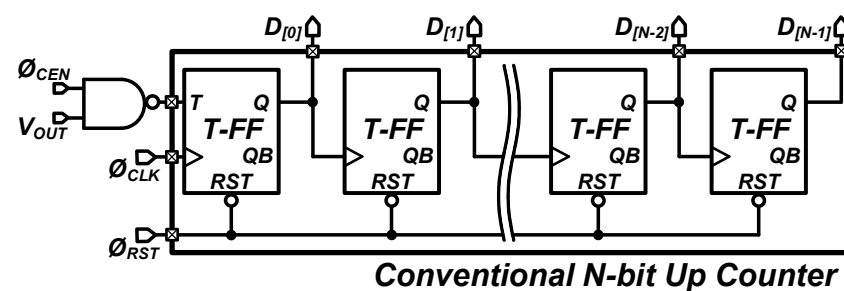 D[0] D[1] D[N-2] D[N-1]
ØCEN
VOUT
ØCLK
ØRST
T Q T-FF QB RST
Q T-FF QB RST
Q T-FF QB RST
Q T-FF QB RST
Conventional N-bit Up Counter